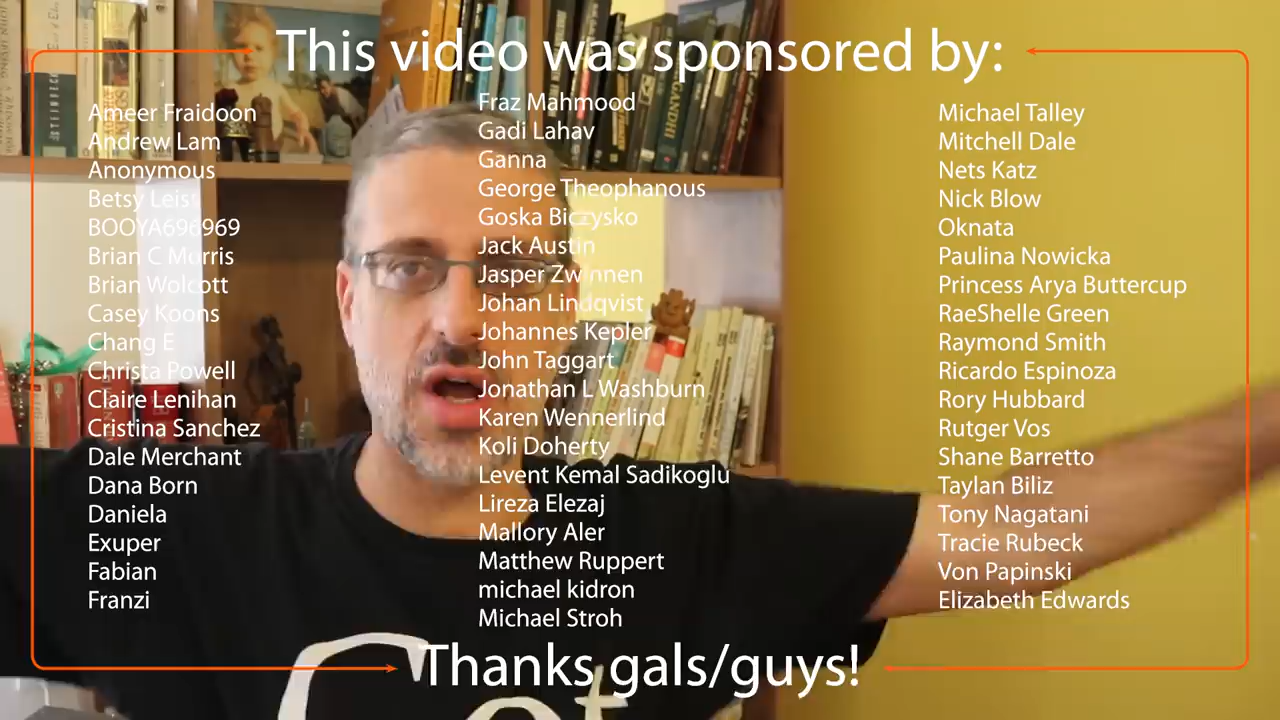 This video was sponsored by:
Ameer Fraidoon
Andrew Lam
Anonymous
Betsy Leis
BOOYA696969
Brian C Morris
Brian Wolcott
Casey Koons
Chang E
Christa Powell
Claire Lenihan
Cristina Sanchez
Dale Merchant
Dana Born
Daniela
Exuper
Fabian
Franzi
Fraz Mahmood
Gadi Lahav
Ganna
George Theophanous
Goska Biczysko
Jack Austin
Jasper Zwinnen
Johan Lindqvist
Johannes Kepler
John Taggart
Jonathan L Washburn
Karen Wennerlind
Koli Doherty
Levent Kemal Sadikoglu
Lireza Elezaj
Mallory Aler
Matthew Ruppert
michael kidron
Michael Stroh
Michael Talley
Mitchell Dale
Nets Katz
Nick Blow
Oknata
Paulina Nowicka
Princess Arya Buttercup
RaeShelle Green
Raymond Smith
Ricardo Espinoza
Rory Hubbard
Rutger Vos
Shane Barretto
Taylan Biliz
Tony Nagatani
Tracie Rubeck
Von Papinski
Elizabeth Edwards
Thanks gals/guys!
GANDHI
Got